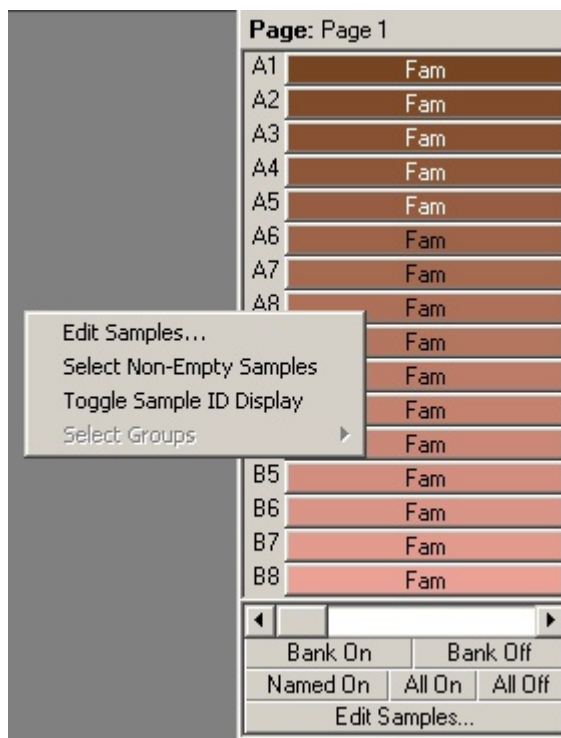 Page: Page 1
A1 Fam
A2 Fam
A3 Fam
A4 Fam
A5 Fam
A6 Fam
A7 Fam
A8 Fam
Fam
Fam
Fam
Fam
Edit Samples...
Select Non-Empty Samples
Toggle Sample ID Display
Select Groups
B5 Fam
B6 Fam
B7 Fam
B8 Fam
Bank On Bank Off
Named On All On All Off
Edit Samples...